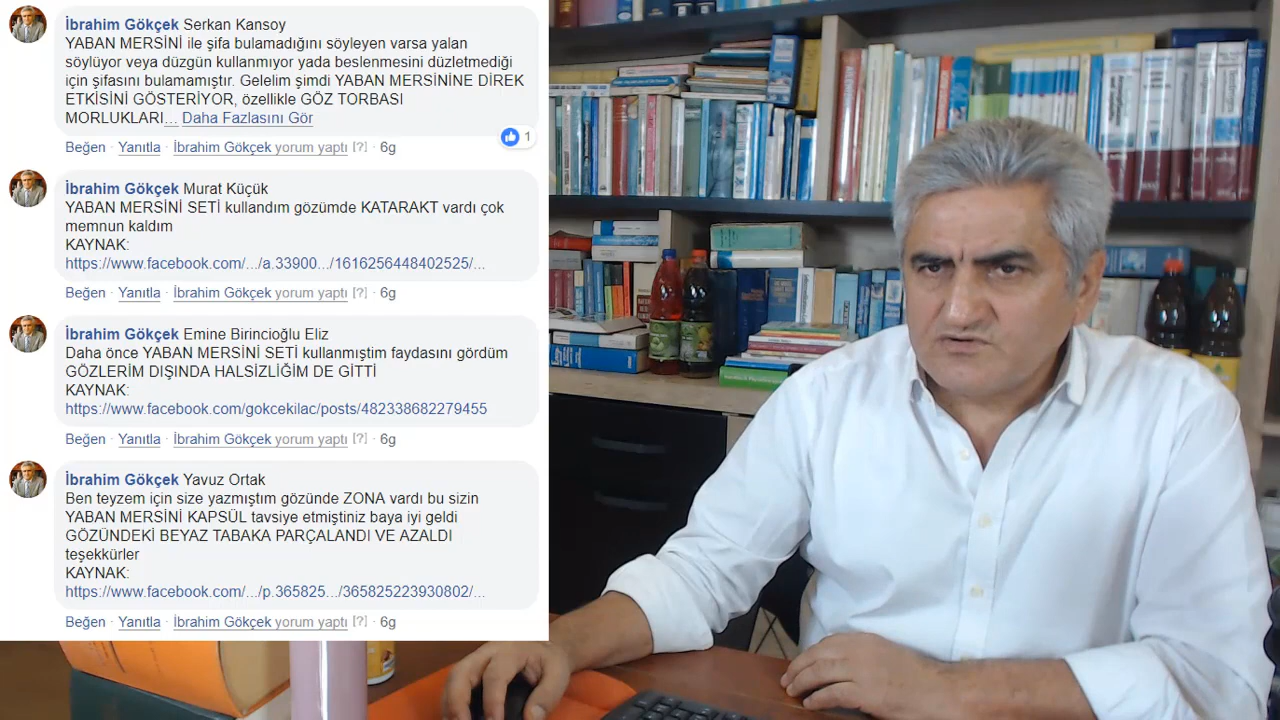 İbrahim Gökçek Serkan Kansoy
YABAN MERSİNİ ile şifa bulamadığını söyleyen varsa yalan
söylüyor veya düzgün kullanmıyor yada beslenmesini düzletmediği
için şifasını bulamamıştır. Gelelim şimdi YABAN MERSİNİNE DİREK
ETKİSİNİ GÖSTERİYOR, özellikle GÖZ TORBASI
MORLUKLARI... Daha Fazlasını Gör
1
Beğen · Yanıtla · İbrahim Gökçek yorum yaptı [?] · 6g
İbrahim Gökçek Murat Küçük
YABAN MERSİNİ SETİ kullandım gözümde KATARAKT vardı çok
memnun kaldım
KAYNAK:
https://www.facebook.com/.../a.33900.../1616256448402525/...
Beğen · Yanıtla · İbrahim Gökçek yorum yaptı [?] · 6g
İbrahim Gökçek Emine Birincioğlu Eliz
Daha önce YABAN MERSİNİ SETİ kullanmıştim faydasını gördüm
GÖZLERİM DIŞINDA HALSİZLİĞİM DE GİTTİ
KAYNAK:
https://www.facebook.com/gokcekilac/posts/482338682279455
Beğen · Yanıtla · İbrahim Gökçek yorum yaptı [?] · 6g
İbrahim Gökçek Yavuz Ortak
Ben teyzem için size yazmıştım gözünde ZONA vardı bu sizin
YABAN MERSİNİ KAPSÜL tavsiye etmiştiniz baya iyi geldi
GÖZÜNDEKİ BEYAZ TABAKA PARÇALANDI VE AZALDI
teşekkürler
KAYNAK:
https://www.facebook.com/.../p.365825.../365825223930802/...
Beğen · Yanıtla · İbrahim Gökçek yorum yaptı [?] · 6g